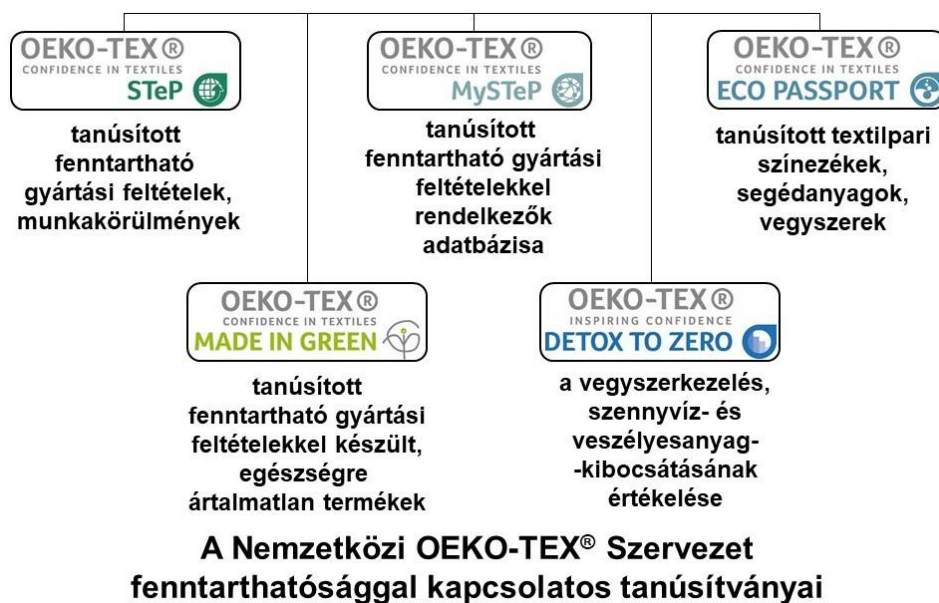 OEKO-TEX®
CONFIDENCE IN TEXTILES
STeP
tanúsított
fenntartható
gyártási feltételek,
munkakörülmények
OEKO-TEX®
CONFIDENCE IN TEXTILES
MySTeP
tanúsított
fenntartható gyártási
feltételekkel
rendelkezők
adatbázisa
OEKO-TEX®
CONFIDENCE IN TEXTILES
ECO PASSPORT
tanúsított textilpari
színezékek,
segédanyagok,
vegyszerek
OEKO-TEX®
CONFIDENCE IN TEXTILES
MADE IN GREEN
tanúsított
fenntartható gyártási
feltételekkel készült,
egészségre
ártalmatlan termékek
OEKO-TEX®
INSPIRING CONFIDENCE
DETOX TO ZERO
a vegyszerkezelés,
szennyvíz- és
veszélyesanyag-
-kibocsátásának
értékelése
A Nemzetközi OEKO-TEX® Szervezet
fenntarthatósággal kapcsolatos tanúsítványai